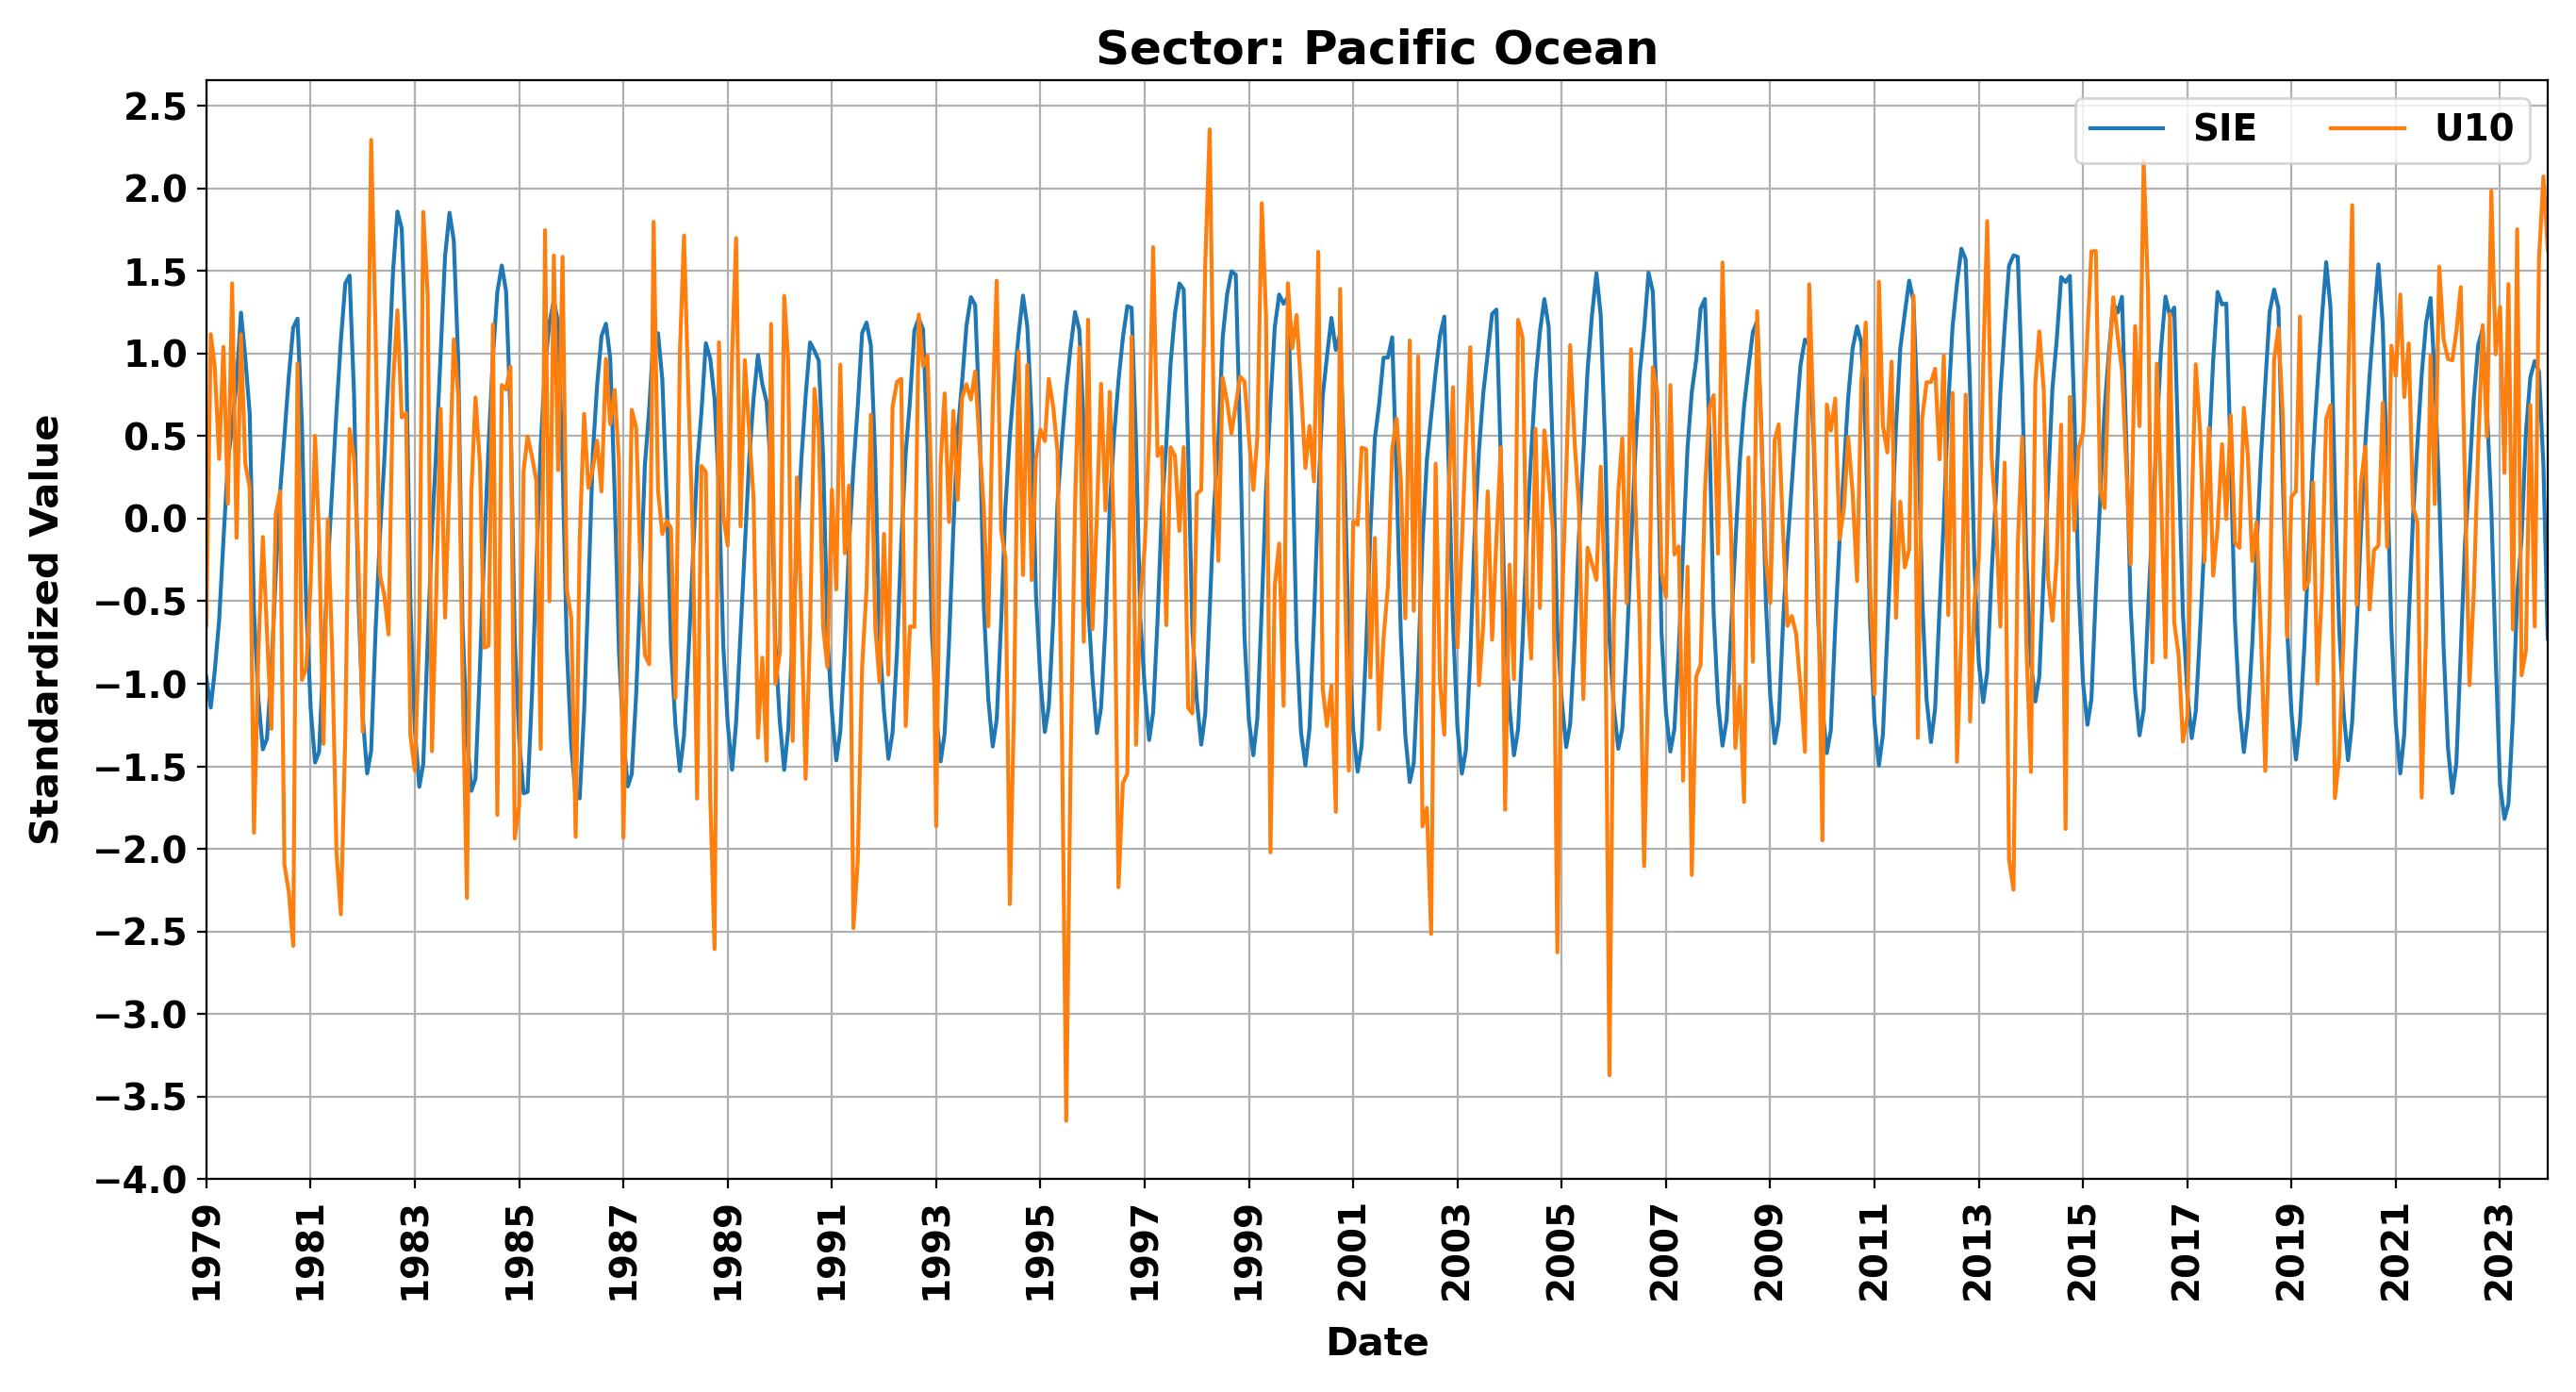 Sector: Pacific Ocean
SIE U10
Standardized Value
2.5
2.0
1.5
1.0
0.5
0.0
−0.5
−1.0
−1.5
−2.0
−2.5
−3.0
−3.5
−4.0
1979 1981 1983 1985 1987 1989 1991 1993 1995 1997 1999 2001 2003 2005 2007 2009 2011 2013 2015 2017 2019 2021 2023
Date